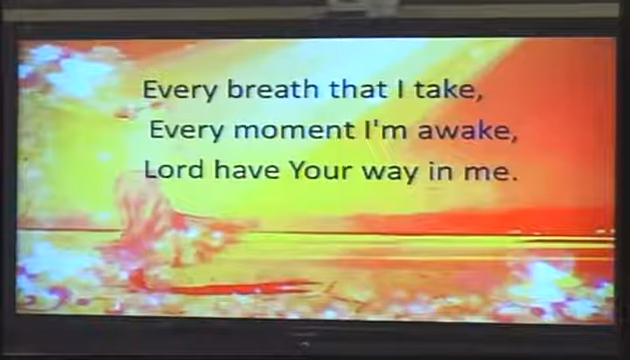 Every breath that I take,
Every moment I'm awake,
Lord have Your way in me.